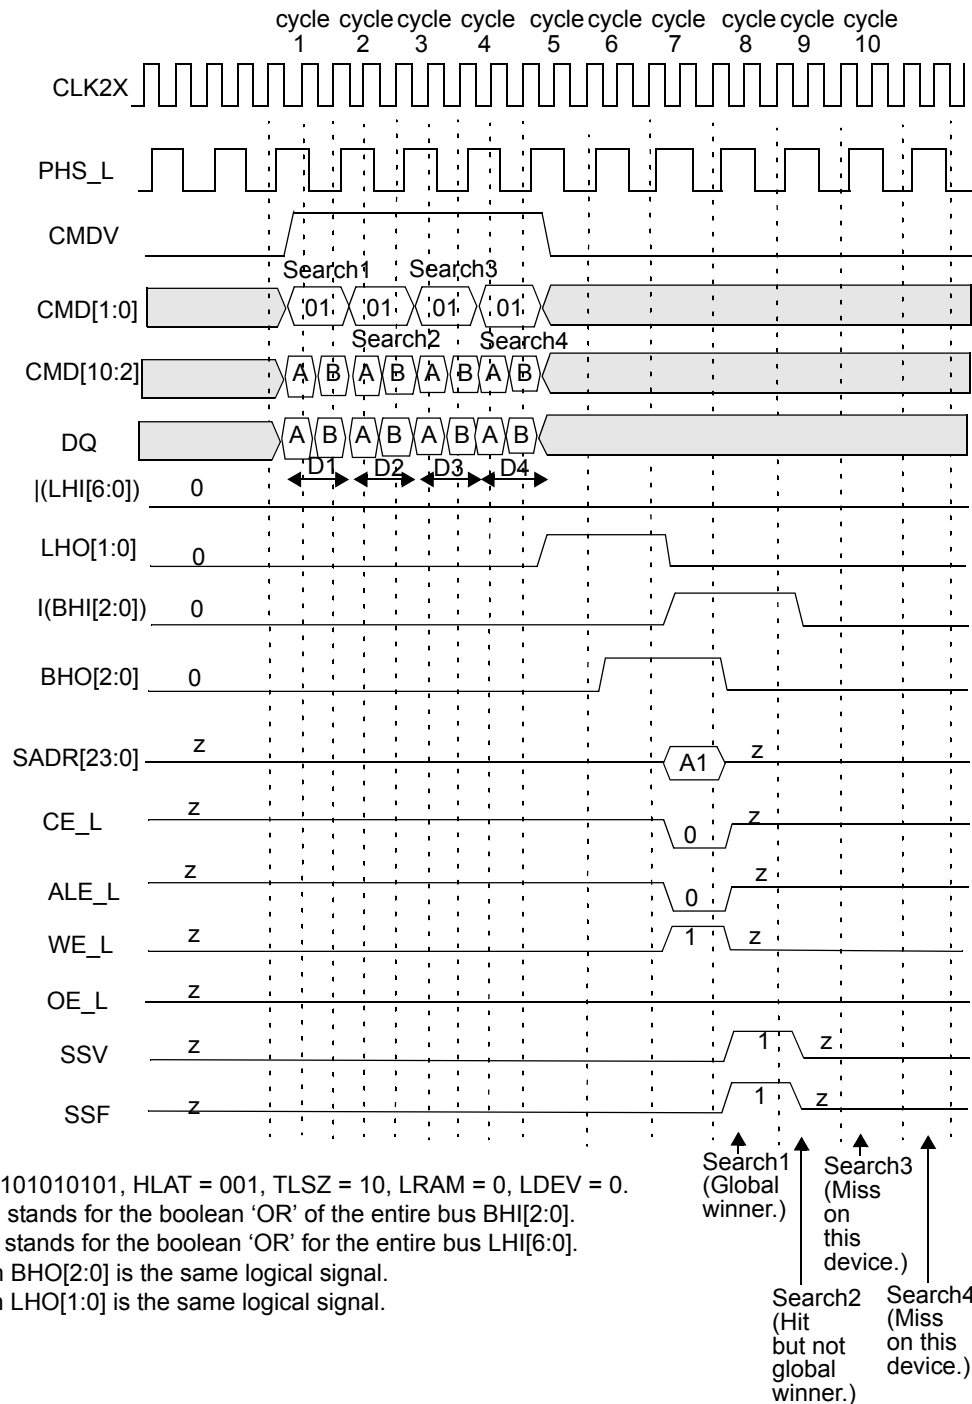 cycle cycle cycle cycle cycle cycle cycle cycle cycle cycle
1 2 3 4 5 6 7 8 9 10
CLK2X
PHS_L
CMDV
Search1 Search3
CMD[1:0] 01 01 01 01
Search2 Search4
CMD[10:2] A B A B A B A B
DQ A B A B A B A B
D1 D2 D3 D4
|(LHI[6:0]) 0
LHO[1:0] 0
I(BHI[2:0]) 0
BHO[2:0] 0
SADR[23:0] z A1 z
CE_L z 0 z
ALE_L z 0 z
WE_L z 1 z
OE_L z
SSV z 1 z
SSF z 1 z
Search1
(Global
winner.)
Search3
(Miss
on
this
device.)
Search2
(Hit
but not
global
winner.)
Search4
(Miss
on this
device.)
101010101, HLAT = 001, TLSZ = 10, LRAM = 0, LDEV = 0.
stands for the boolean ‘OR’ of the entire bus BHI[2:0].
stands for the boolean ‘OR’ for the entire bus LHI[6:0].
BHO[2:0] is the same logical signal.
LHO[1:0] is the same logical signal.